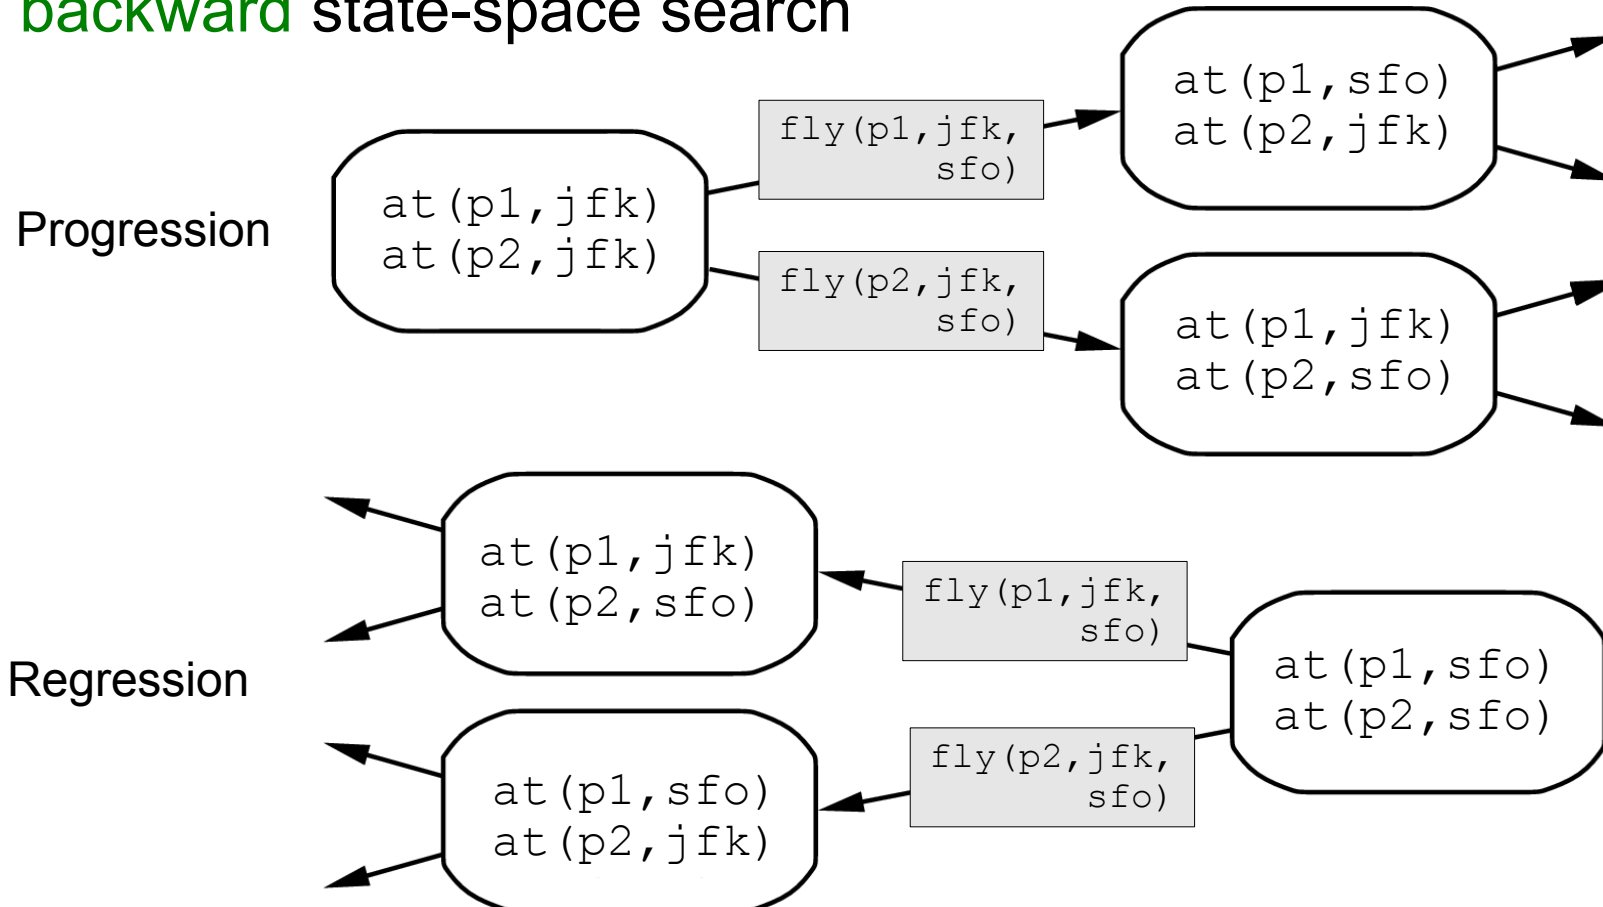 backward state-space search
Progression
at(p1,jfk)
at(p2,jfk)
fly(p1,jfk,
sfo)
fly(p2,jfk,
sfo)
at(p1,sfo)
at(p2,jfk)
at(p1,jfk)
at(p2,sfo)
Regression
at(p1,jfk)
at(p2,sfo)
at(p1,sfo)
at(p2,jfk)
fly(p1,jfk,
sfo)
fly(p2,jfk,
sfo)
at(p1,sfo)
at(p2,sfo)